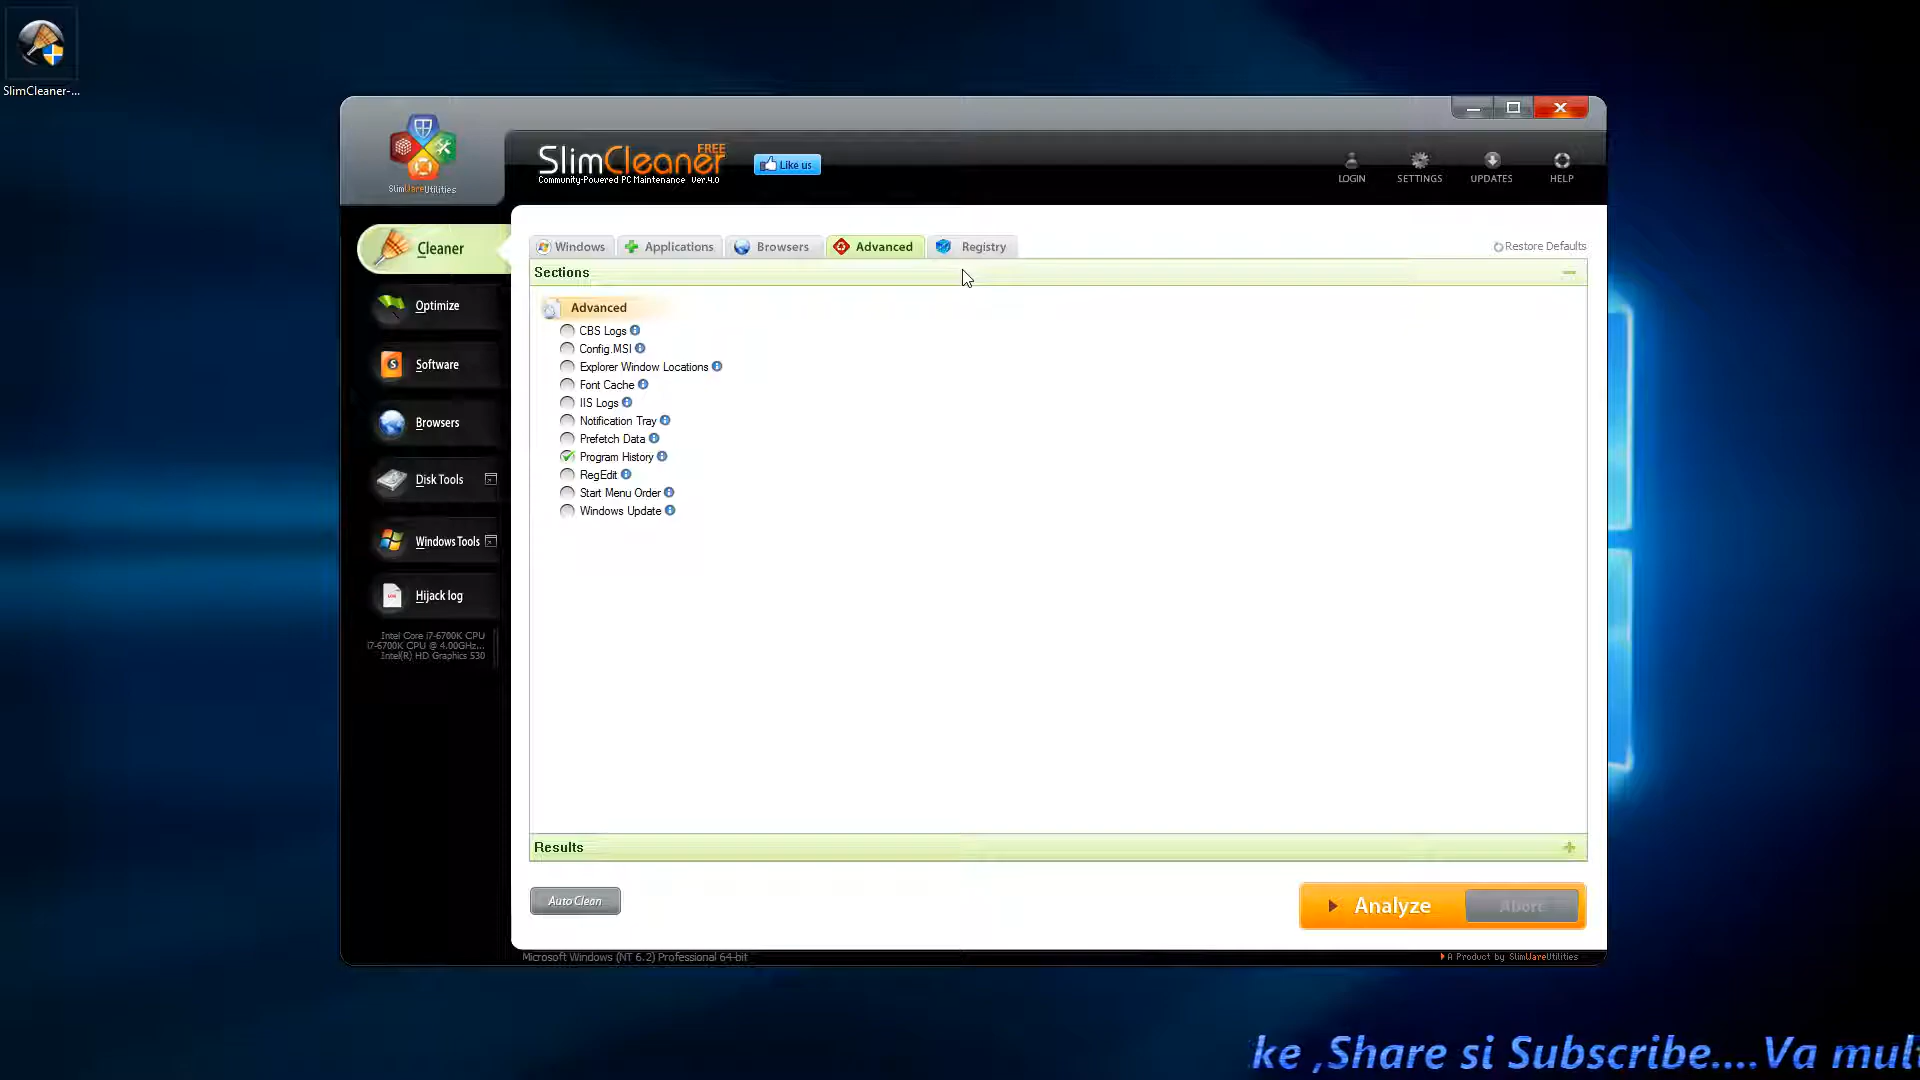 SlimCleaner-...
SlimWareUtilities
SlimCleaner FREE
Community-Powered PC Maintenance Ver.4.0
Like us
LOGIN
SETTINGS
UPDATES
HELP
Cleaner
Optimize
Software
Browsers
Disk Tools
Windows Tools
Hijack log
Intel Core i7-6700K CPU
i7-6700K CPU @ 4.00GHz...
Intel(R) HD Graphics 530
Windows
Applications
Browsers
Advanced
Registry
Restore Defaults
Sections
Advanced
CBS Logs
Config.MSI
Explorer Window Locations
Font Cache
IIS Logs
Notification Tray
Prefetch Data
Program History
RegEdit
Start Menu Order
Windows Update
Results
Auto Clean
Analyze
Abort
Microsoft Windows (NT 6.2) Professional 64-bit
A Product by SlimWareUtilities
ke ,Share si Subscribe....Va mul